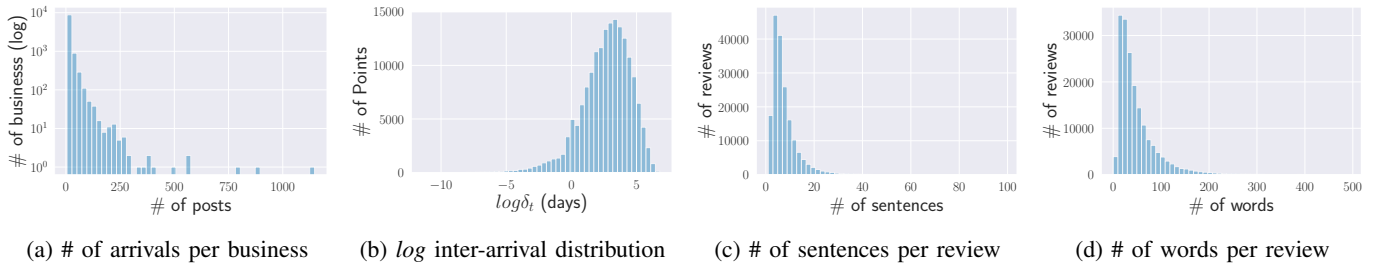 # of businesss (log)
10^4
10^3
10^2
10^1
10^0
0 250 500 750 1000
# of posts
(a) # of arrivals per business
# of Points
15000
10000
5000
0
−10 −5 0 5
logδ_t (days)
(b) log inter-arrival distribution
# of reviews
40000
30000
20000
10000
0
0 20 40 60 80 100
# of sentences
(c) # of sentences per review
# of reviews
30000
20000
10000
0
0 100 200 300 400 500
# of words
(d) # of words per review